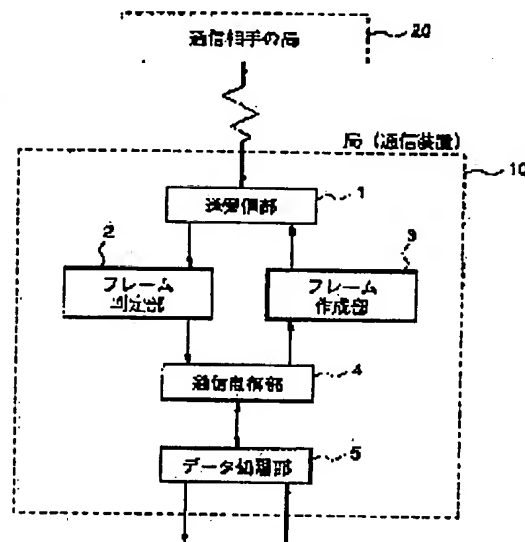 通信相手の局
20
局(通信装置)
10
送受信部
1
2
フレーム
判定部
3
フレーム
作成部
通信制御部
4
データ処理部
5